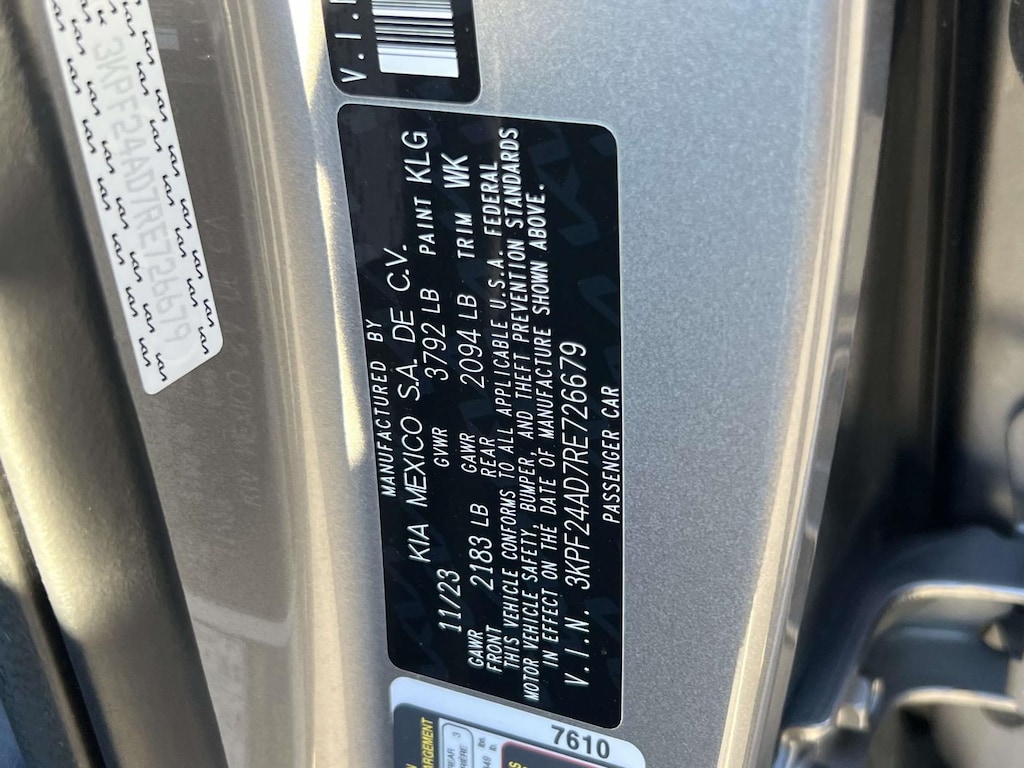 3KPF24AD7RE726679
V.I.N
MANUFACTURED BY
KIA MEXICO S.A. DE C.V.
11/23 GVWR 3792 LB PAINT KLG
GAWR FRONT 2183 LB GAWR REAR 2094 LB TRIM WK
THIS VEHICLE CONFORMS TO ALL APPLICABLE U.S.A. FEDERAL
MOTOR VEHICLE SAFETY, BUMPER, AND THEFT PREVENTION STANDARDS
IN EFFECT ON THE DATE OF MANUFACTURE SHOWN ABOVE.
V.I.N. 3KPF24AD7RE726679
PASSENGER CAR
REAR 3
7610